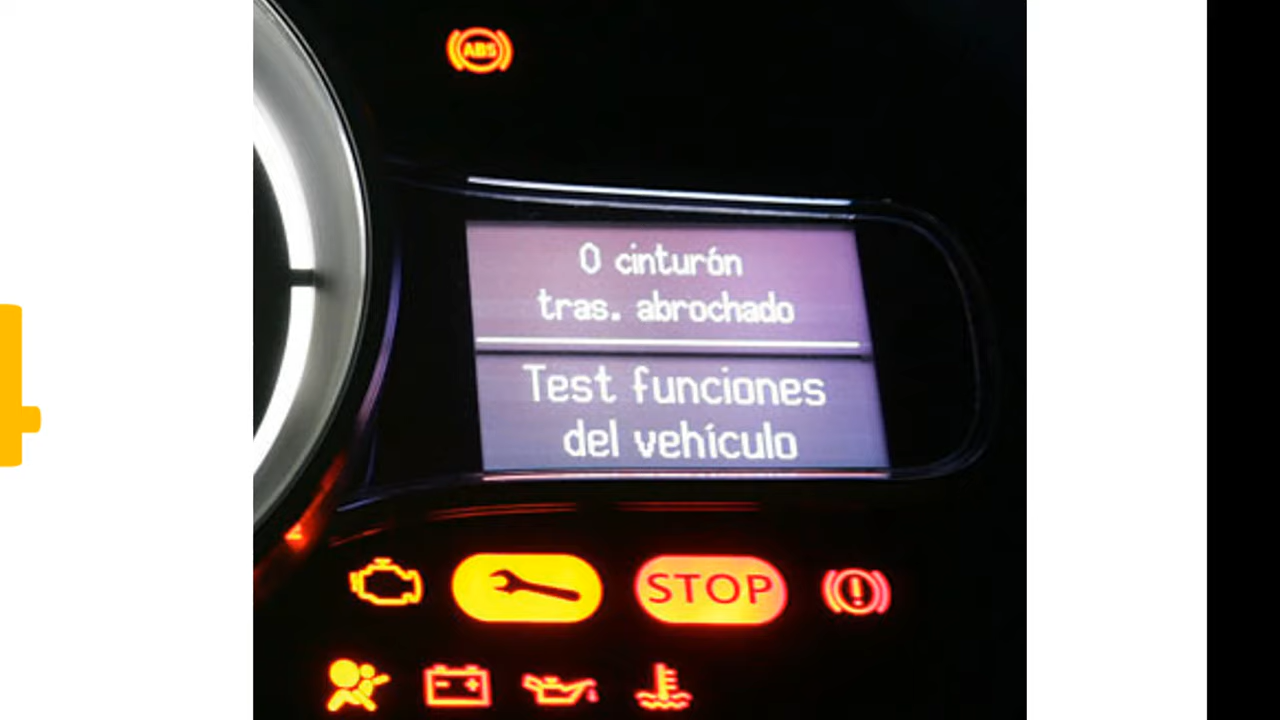 ABS
0 cinturón
tras. abrochado
Test funciones
del vehículo
STOP